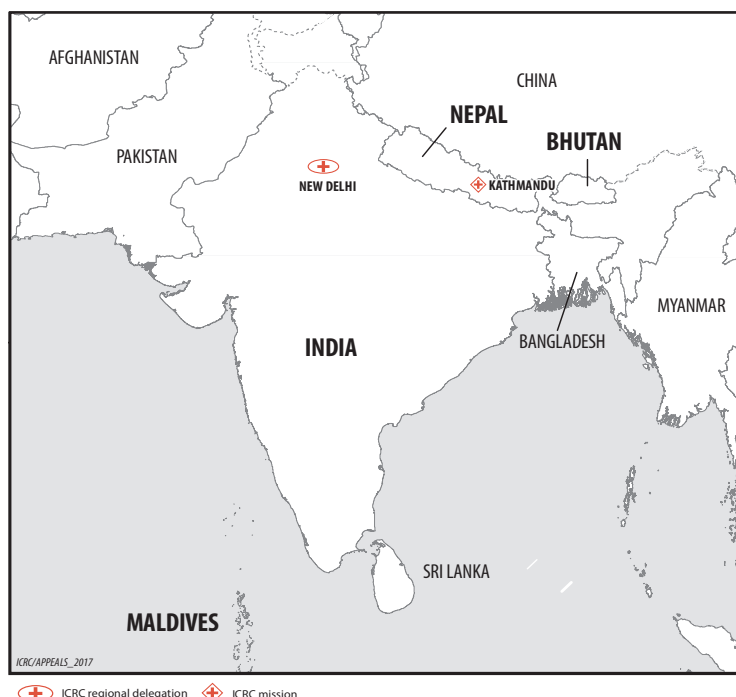 AFGHANISTAN
CHINA
NEPAL
BHUTAN
PAKISTAN
NEW DELHI
KATHMANDU
MYANMAR
BANGLADESH
INDIA
SRI LANKA
MALDIVES
ICRC/APPEALS_2017
ICRC regional delegation ICRC mission